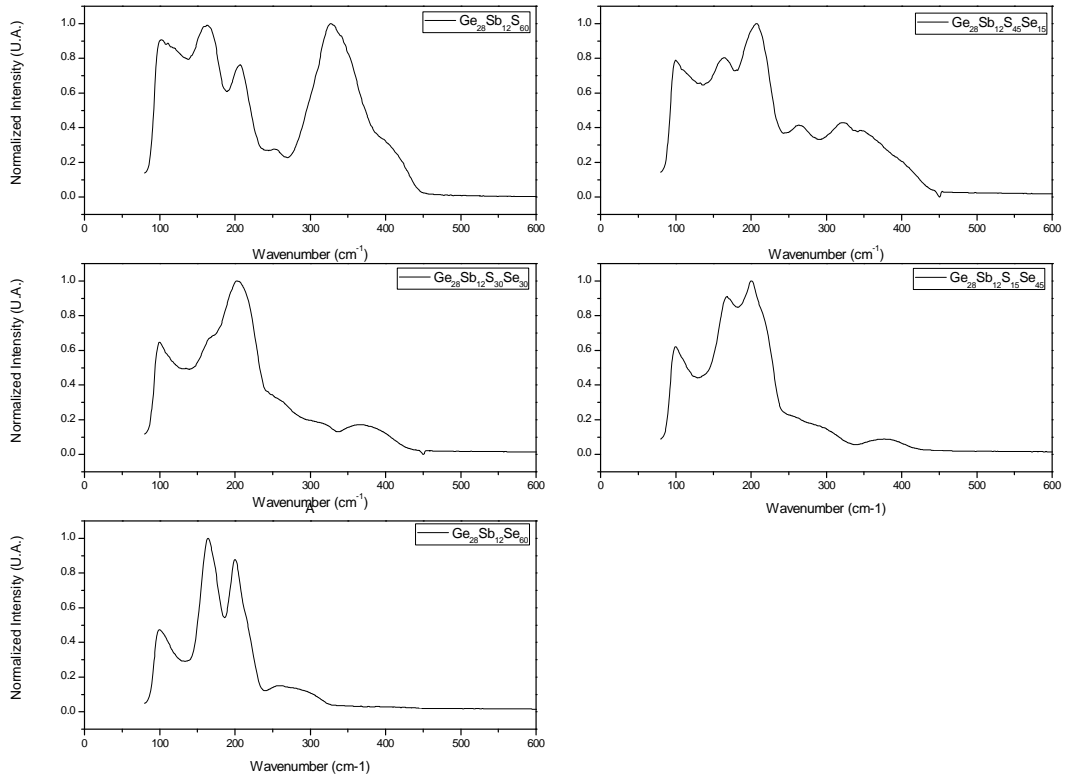 Ge28Sb12S60
Normalized Intensity (U.A.)
1.0
0.8
0.6
0.4
0.2
0.0
0 100 200 300 400 500 600
Wavenumber (cm-1)
Ge28Sb12S45Se15
1.0
0.8
0.6
0.4
0.2
0.0
0 100 200 300 400 500 600
Wavenumber (cm-1)
Ge28Sb12S30Se30
Normalized Intensity (U.A.)
1.0
0.8
0.6
0.4
0.2
0.0
0 100 200 300 400 500 600
Wavenumber (cm-1)
A
Ge28Sb12S15Se45
1.0
0.8
0.6
0.4
0.2
0.0
0 100 200 300 400 500 600
Wavenumber (cm-1)
Ge28Sb12Se60
Normalized Intensity (U.A.)
1.0
0.8
0.6
0.4
0.2
0.0
0 100 200 300 400 500 600
Wavenumber (cm-1)